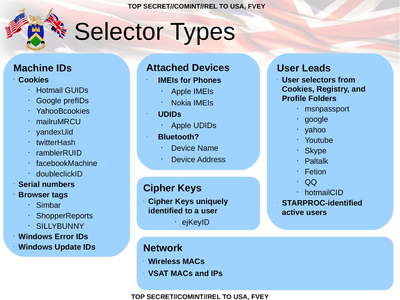 TOP SECRET//COMINT//REL TO USA, FVEY
Selector Types
Machine IDs
Cookies
Hotmail GUIDs
Google prefIDs
YahooBcookies
mailruMRCU
yandexUid
twitterHash
ramblerRUID
facebookMachine
doubleclickID
Serial numbers
Browser tags
Simbar
ShopperReports
SILLYBUNNY
Windows Error IDs
Windows Update IDs
Attached Devices
IMEIs for Phones
Apple IMEIs
Nokia IMEIs
UDIDs
Apple UDIDs
Bluetooth?
Device Name
Device Address
Cipher Keys
Cipher Keys uniquely
identified to a user
ejKeyID
User Leads
User selectors from
Cookies, Registry, and
Profile Folders
msnpassport
google
yahoo
Youtube
Skype
Paltalk
Fetion
QQ
hotmailCID
STARPROC-identified
active users
Network
Wireless MACs
VSAT MACs and IPs
TOP SECRET//COMINT//REL TO USA, FVEY